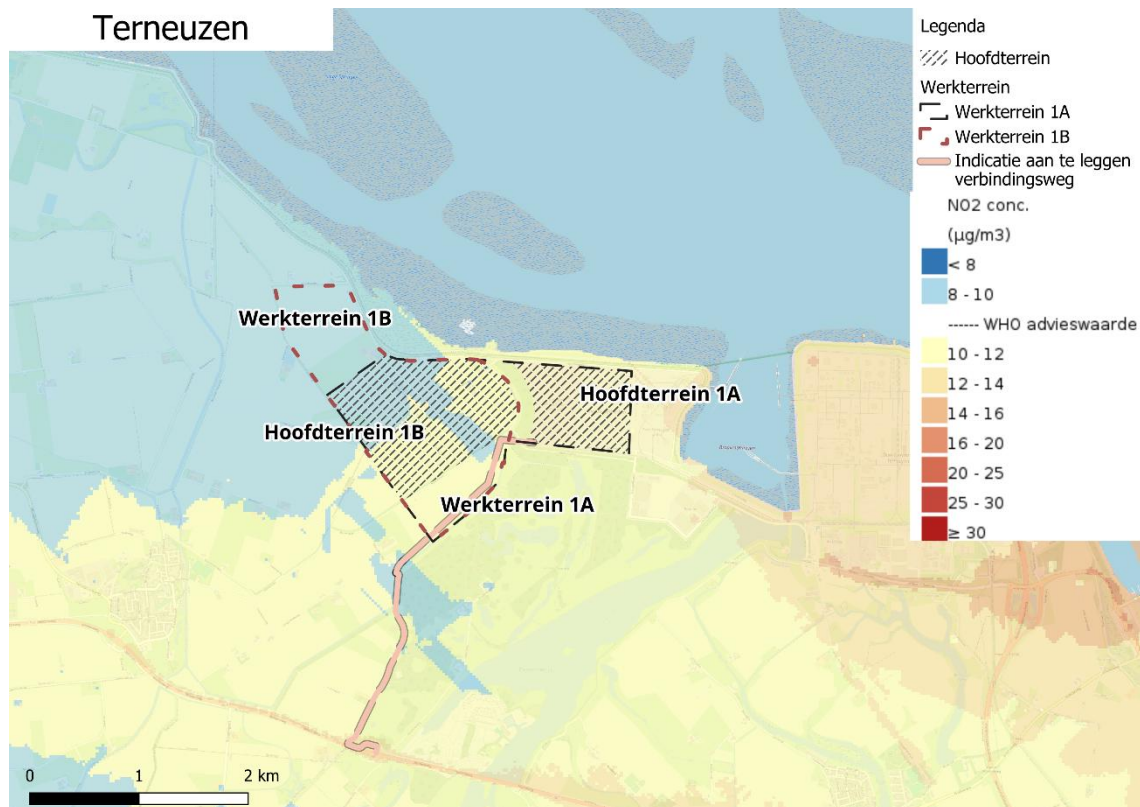 Terneuzen
Legenda
Hoofdterrein
Werkterrein
Werkterrein 1A
Werkterrein 1B
Indicatie aan te leggen
verbindingsweg
NO2 conc.
(µg/m3)
< 8
8 - 10
------ WHO advieswaarde
10 - 12
12 - 14
14 - 16
16 - 20
20 - 25
25 - 30
≥ 30
Werkterrein 1B
Hoofdterrein 1A
Hoofdterrein 1B
Werkterrein 1A
0 1 2 km